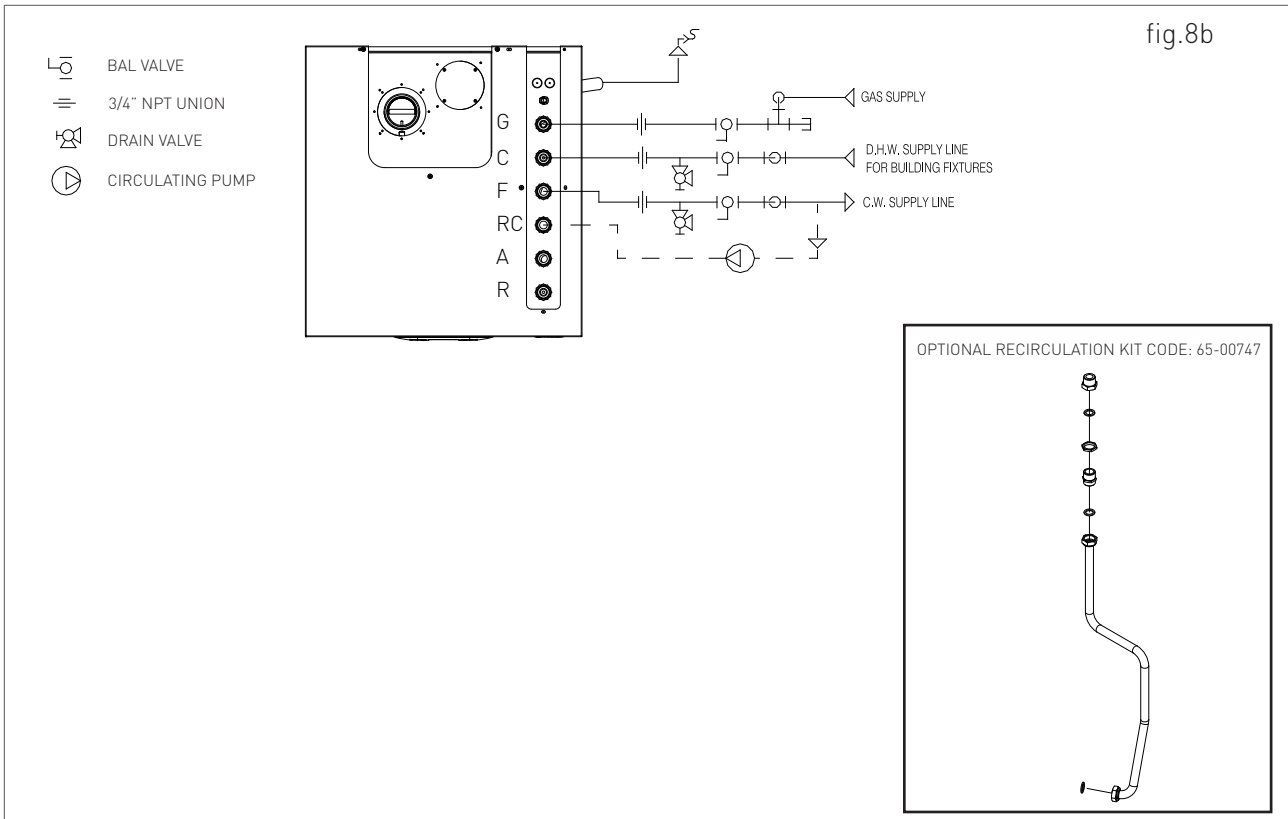 fig.8b
BAL VALVE
3/4" NPT UNION
DRAIN VALVE
CIRCULATING PUMP
G
C
F
RC
A
R
GAS SUPPLY
D.H.W. SUPPLY LINE
FOR BUILDING FIXTURES
C.W. SUPPLY LINE
OPTIONAL RECIRCULATION KIT CODE: 65-00747